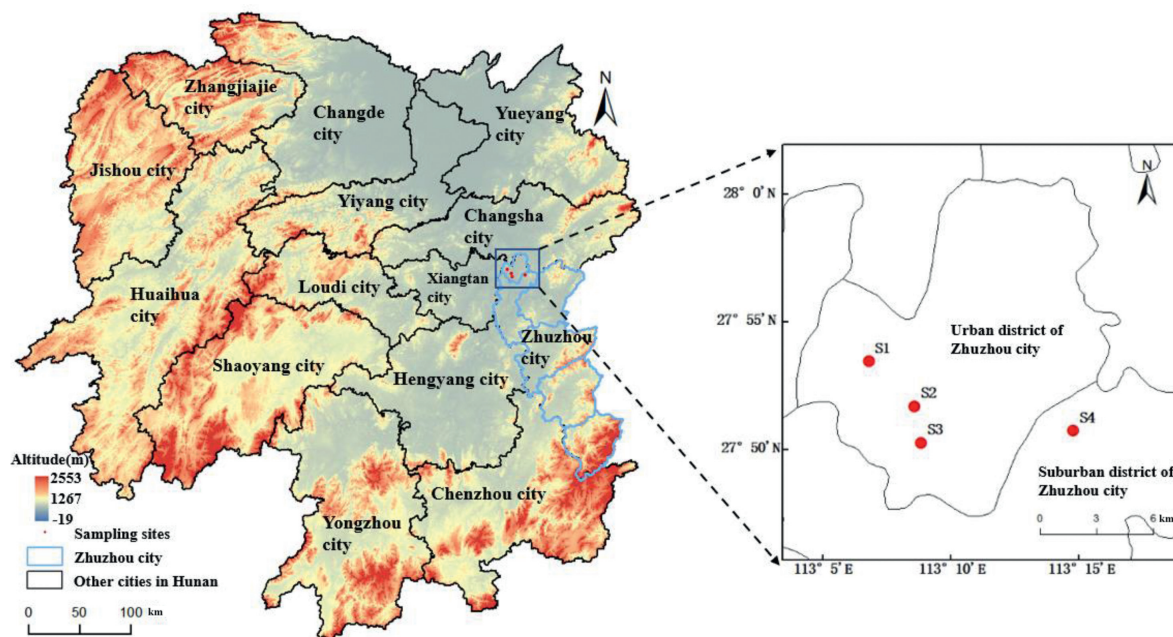 Zhangjiajie
city
Changde
city
Yueyang
city
N
Jishou city
Yiyang city
Changsha
city
Huaihua
city
Loudi city
Xiangtan
city
Zhuzhou
city
Shaoyang city
Hengyang city
Chenzhou city
Yongzhou
city
Altitude(m)
2553
1267
-19
Sampling sites
Zhuzhou city
Other cities in Hunan
0 50 100 km
N
28° 0′ N
27° 55′ N
27° 50′ N
Urban district of
Zhuzhou city
S1
S2
S3
S4
Suburban district of
Zhuzhou city
0 3 6 km
113° 5′ E
113° 10′ E
113° 15′ E